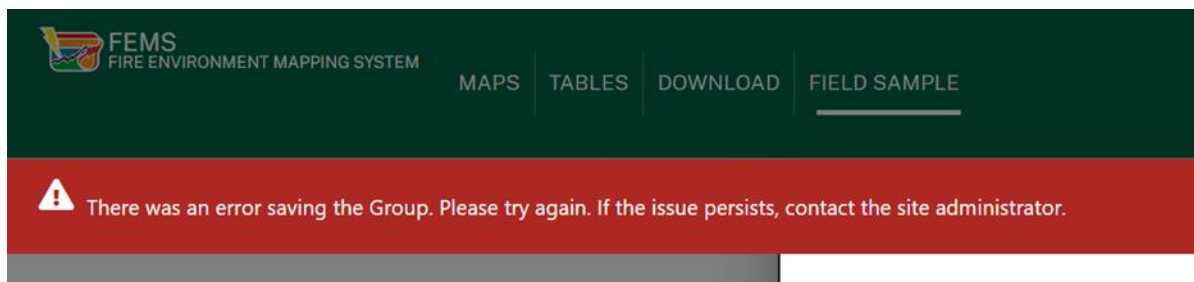 FEMS
FIRE ENVIRONMENT MAPPING SYSTEM
MAPS TABLES DOWNLOAD FIELD SAMPLE
There was an error saving the Group. Please try again. If the issue persists, contact the site administrator.